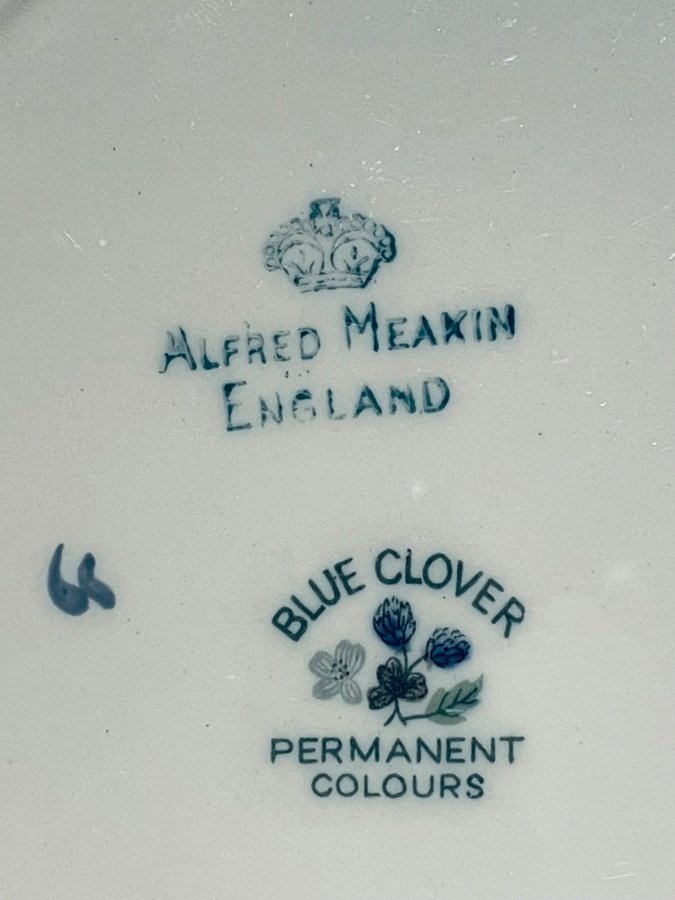 ALFRED MEAKIN
ENGLAND
BLUE CLOVER
PERMANENT
COLOURS